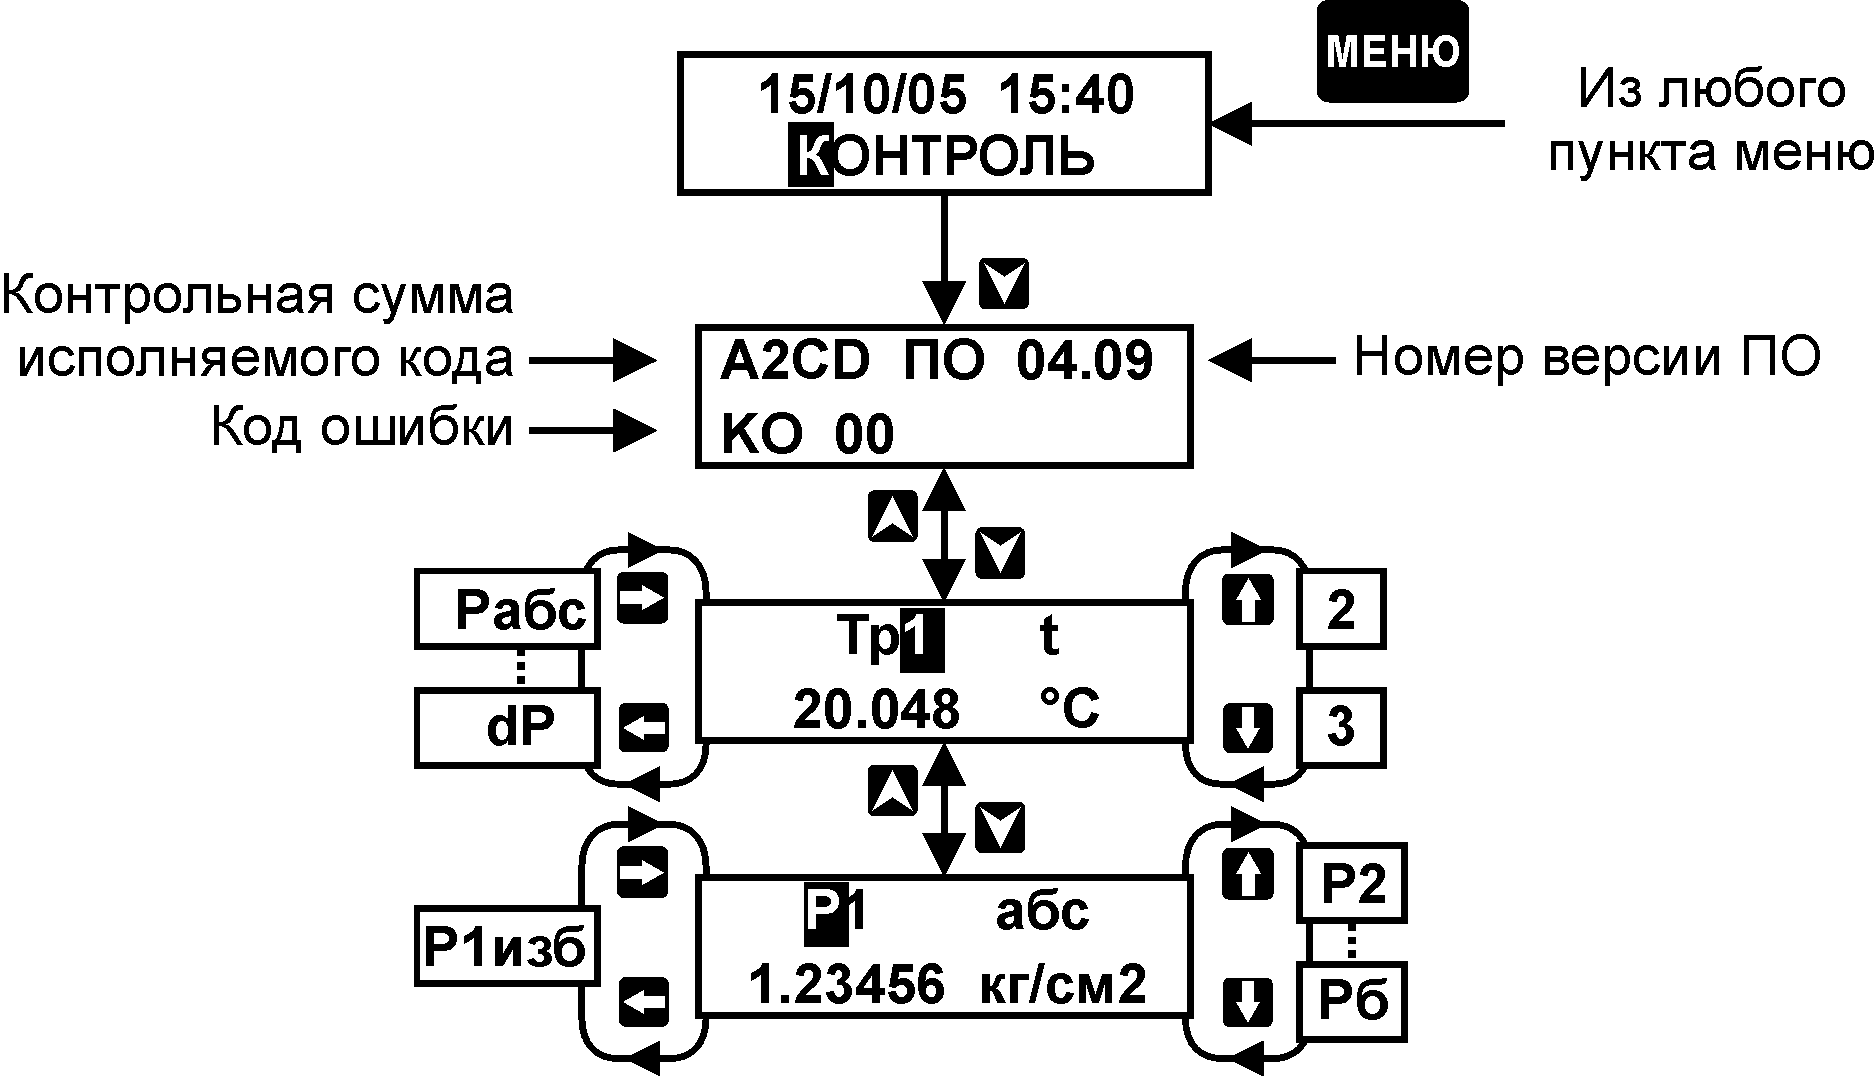 МЕНЮ
15/10/05 15:40
КОНТРОЛЬ
Из любого
пункта меню
Контрольная сумма
исполняемого кода
Код ошибки
A2CD ПО 04.09
КО 00
Номер версии ПО
Рабс
dP
Тр1 t
20.048 °C
2
3
Р1изб
Р1 абс
1.23456 кг/см2
Р2
Рб